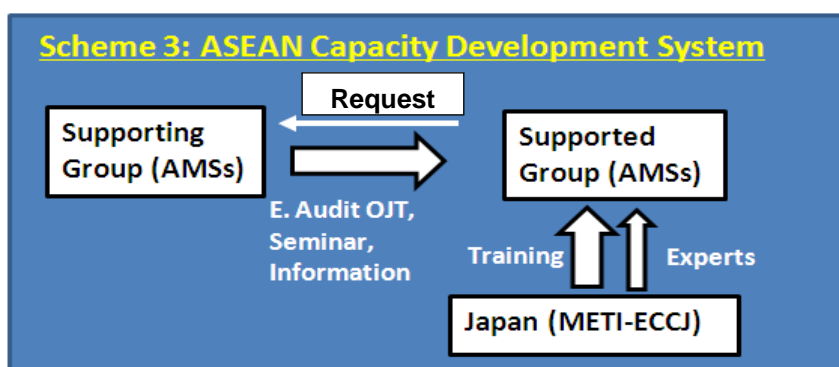 Scheme 3: ASEAN Capacity Development System
Request
Supporting
Group (AMSs)
Supported
Group (AMSs)
E. Audit OJT,
Seminar,
Information
Training
Experts
Japan (METI-ECCJ)